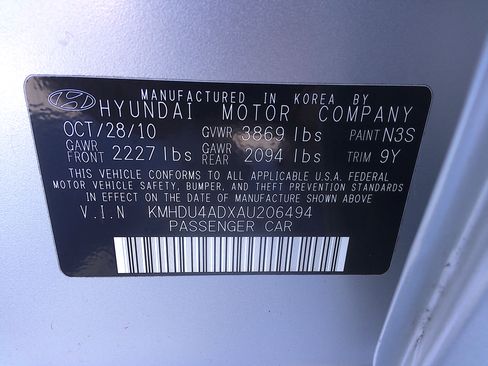 MANUFACTURED IN KOREA BY
HYUNDAI MOTOR COMPANY
OCT/28/10 GVWR 3869 lbs PAINT N3S
GAWR FRONT 2227 lbs GAWR REAR 2094 lbs TRIM 9Y
THIS VEHICLE CONFORMS TO ALL APPLICABLE U.S.A. FEDERAL
MOTOR VEHICLE SAFETY, BUMPER, AND THEFT PREVENTION STANDARDS
IN EFFECT ON THE DATE OF MANUFACTURE SHOWN ABOVE
V.I.N KMHDU4ADXAU206494
PASSENGER CAR